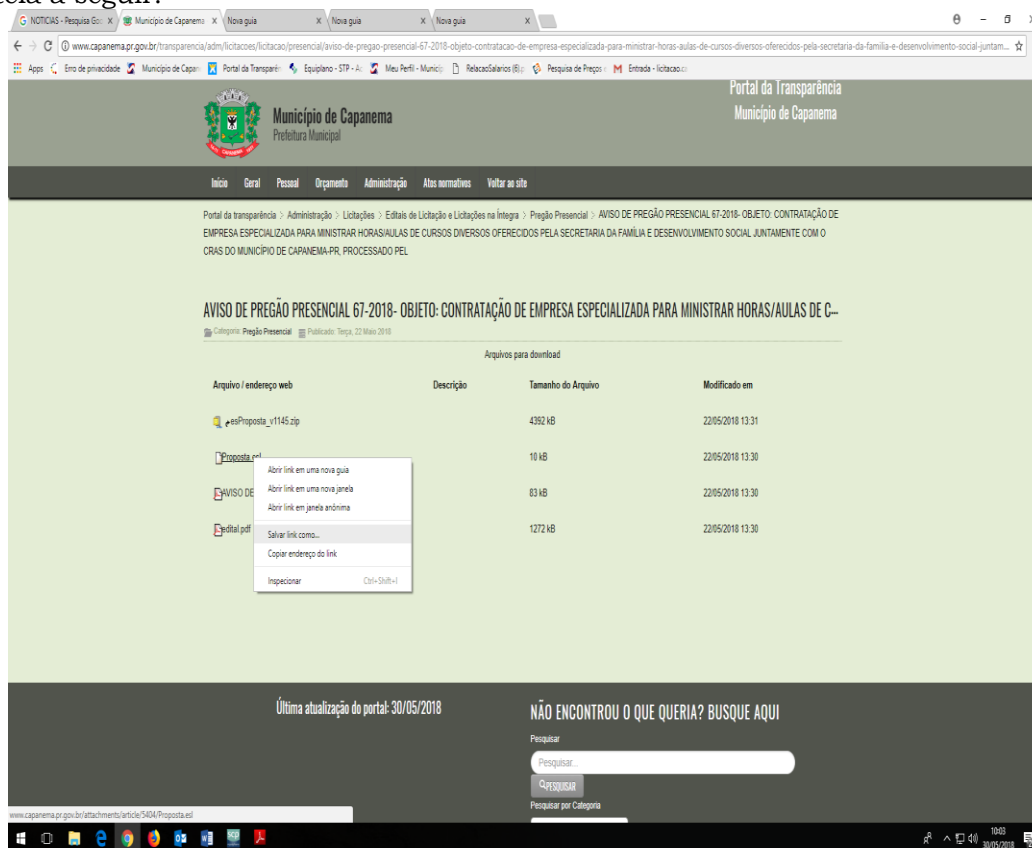 tela a seguir:
NOTICIAS - Pesquisa Goo X Município de Capanema X Nova guia X Nova guia X Nova guia X
www.capanema.pr.gov.br/transparencia/adm/licitacoes/licitacao/presencial/aviso-de-pregao-presencial-67-2018-objeto-contratacao-de-empresa-especializada-para-ministrar-horas-aulas-de-cursos-diversos-oferecidos-pela-secretaria-da-familia-e-desenvolvimento-social-juntam...
Apps Erro de privacidade Município de Capan Portal da Transparên Equiplano - STP - Ac Meu Perfil - Municíp RelacaoSalarios (6).p Pesquisa de Preços Entrada - licitacao.c
Portal da Transparência
Município de Capanema
Município de Capanema
Prefeitura Municipal
Início Geral Pessoal Orçamento Administração Atos normativos Voltar ao site
Portal da transparência > Administração > Licitações > Editais de Licitação e Licitações na Íntegra > Pregão Presencial > AVISO DE PREGÃO PRESENCIAL 67-2018- OBJETO: CONTRATAÇÃO DE
EMPRESA ESPECIALIZADA PARA MINISTRAR HORAS/AULAS DE CURSOS DIVERSOS OFERECIDOS PELA SECRETARIA DA FAMÍLIA E DESENVOLVIMENTO SOCIAL JUNTAMENTE COM O
CRAS DO MUNICÍPIO DE CAPANEMA-PR, PROCESSADO PEL
AVISO DE PREGÃO PRESENCIAL 67-2018- OBJETO: CONTRATAÇÃO DE EMPRESA ESPECIALIZADA PARA MINISTRAR HORAS/AULAS DE C...
Categoria: Pregão Presencial Publicado: Terça, 22 Maio 2018
Arquivos para download
Arquivo / endereço web Descrição Tamanho do Arquivo Modificado em
esProposta_v1145.zip 4392 kB 22/05/2018 13:31
Proposta.esl 10 kB 22/05/2018 13:30
AVISO DE 83 kB 22/05/2018 13:30
edital.pdf 1272 kB 22/05/2018 13:30
Abrir link em uma nova guia
Abrir link em uma nova janela
Abrir link em janela anônima
Salvar link como...
Copiar endereço do link
Inspecionar Ctrl+Shift+I
Última atualização do portal: 30/05/2018
NÃO ENCONTROU O QUE QUERIA? BUSQUE AQUI
Pesquisar
Pesquisar...
PESQUISAR
Pesquisar por Categoria
www.capanema.pr.gov.br/attachments/article/5404/Proposta.esl
10:03
30/05/2018